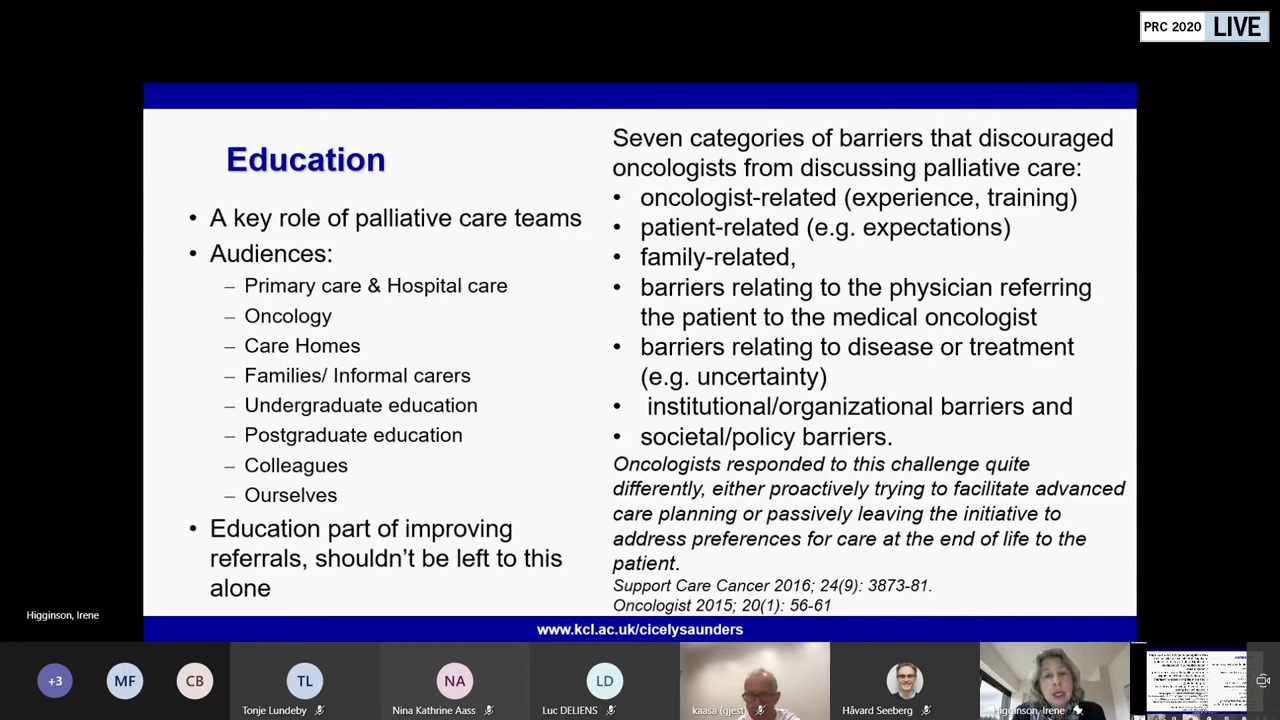 PRC 2020 LIVE
Education
• A key role of palliative care teams
• Audiences:
– Primary care & Hospital care
– Oncology
– Care Homes
– Families/ Informal carers
– Undergraduate education
– Postgraduate education
– Colleagues
– Ourselves
• Education part of improving
referrals, shouldn't be left to this
alone
Seven categories of barriers that discouraged
oncologists from discussing palliative care:
• oncologist-related (experience, training)
• patient-related (e.g. expectations)
• family-related,
• barriers relating to the physician referring
the patient to the medical oncologist
• barriers relating to disease or treatment
(e.g. uncertainty)
• institutional/organizational barriers and
• societal/policy barriers.
Oncologists responded to this challenge quite
differently, either proactively trying to facilitate advanced
care planning or passively leaving the initiative to
address preferences for care at the end of life to the
patient.
Support Care Cancer 2016; 24(9): 3873-81.
Oncologist 2015; 20(1): 56-61
Higginson, Irene
www.kcl.ac.uk/cicelysaunders
+3
MF
CB
TL
NA
LD
Tonje Lundeby
Nina Kathrine Aass
Luc DELIENS
kaasa (gjest)
Håvard Seeberg
Higginson, Irene